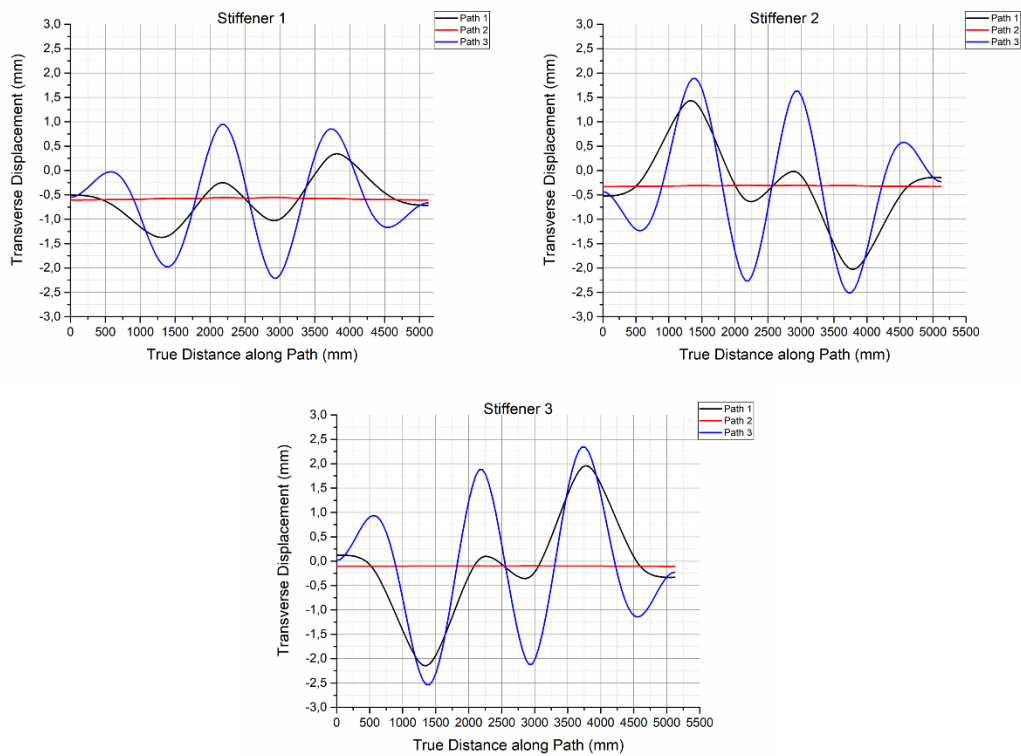 Stiffener 1
Path 1
Path 2
Path 3
3,0
2,5
2,0
1,5
1,0
0,5
0,0
-0,5
-1,0
-1,5
-2,0
-2,5
-3,0
Transverse Displacement (mm)
0 500 1000 1500 2000 2500 3000 3500 4000 4500 5000
True Distance along Path (mm)
Stiffener 2
Path 1
Path 2
Path 3
3,0
2,5
2,0
1,5
1,0
0,5
0,0
-0,5
-1,0
-1,5
-2,0
-2,5
-3,0
Transverse Displacement (mm)
0 500 1000 1500 2000 2500 3000 3500 4000 4500 5000 5500
True Distance along Path (mm)
Stiffener 3
Path 1
Path 2
Path 3
3,0
2,5
2,0
1,5
1,0
0,5
0,0
-0,5
-1,0
-1,5
-2,0
-2,5
-3,0
Transverse Displacement (mm)
0 500 1000 1500 2000 2500 3000 3500 4000 4500 5000 5500
True Distance along Path (mm)